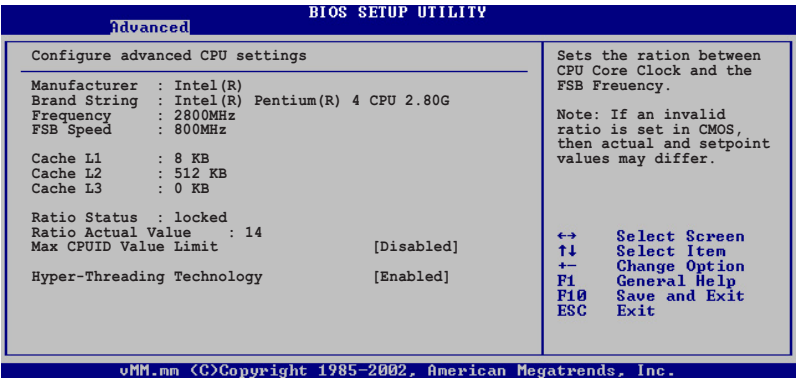 BIOS SETUP UTILITY
Advanced
Configure advanced CPU settings
Manufacturer : Intel(R)
Brand String : Intel(R) Pentium(R) 4 CPU 2.80G
Frequency : 2800MHz
FSB Speed : 800MHz
Cache L1 : 8 KB
Cache L2 : 512 KB
Cache L3 : 0 KB
Ratio Status : locked
Ratio Actual Value : 14
Max CPUID Value Limit [Disabled]
Hyper-Threading Technology [Enabled]
Sets the ration between
CPU Core Clock and the
FSB Freuency.
Note: If an invalid
ratio is set in CMOS,
then actual and setpoint
values may differ.
←→ Select Screen
↑↓ Select Item
+- Change Option
F1 General Help
F10 Save and Exit
ESC Exit
vMM.mm (C)Copyright 1985-2002, American Megatrends, Inc.